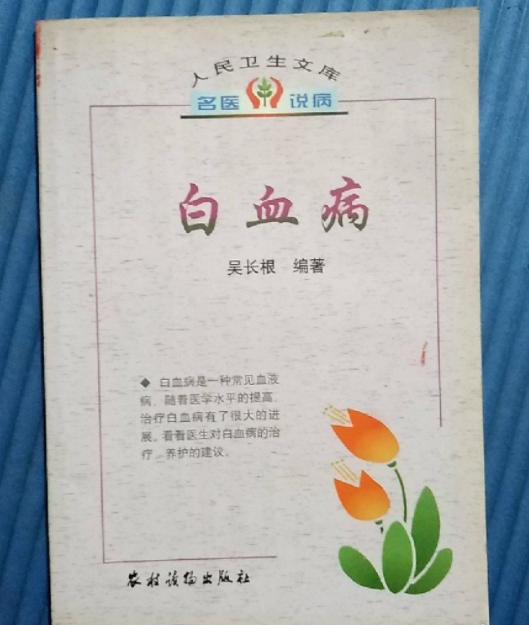 人民卫生文库
名医说病
白血病
吴长根 编著
◆ 白血病是一种常见血液
病，随着医学水平的提高，
治疗白血病有了很大的进
展。看看医生对白血病的治
疗、养护的建议。
农村读物出版社